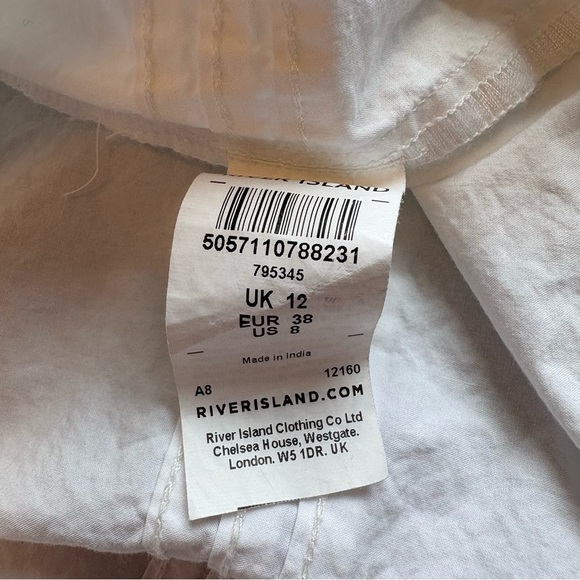 RIVER ISLAND
5057110788231
795345
UK 12
EUR 38
US 8
Made in India
A8 12160
RIVERISLAND.COM
River Island Clothing Co Ltd
Chelsea House, Westgate.
London. W5 1DR. UK